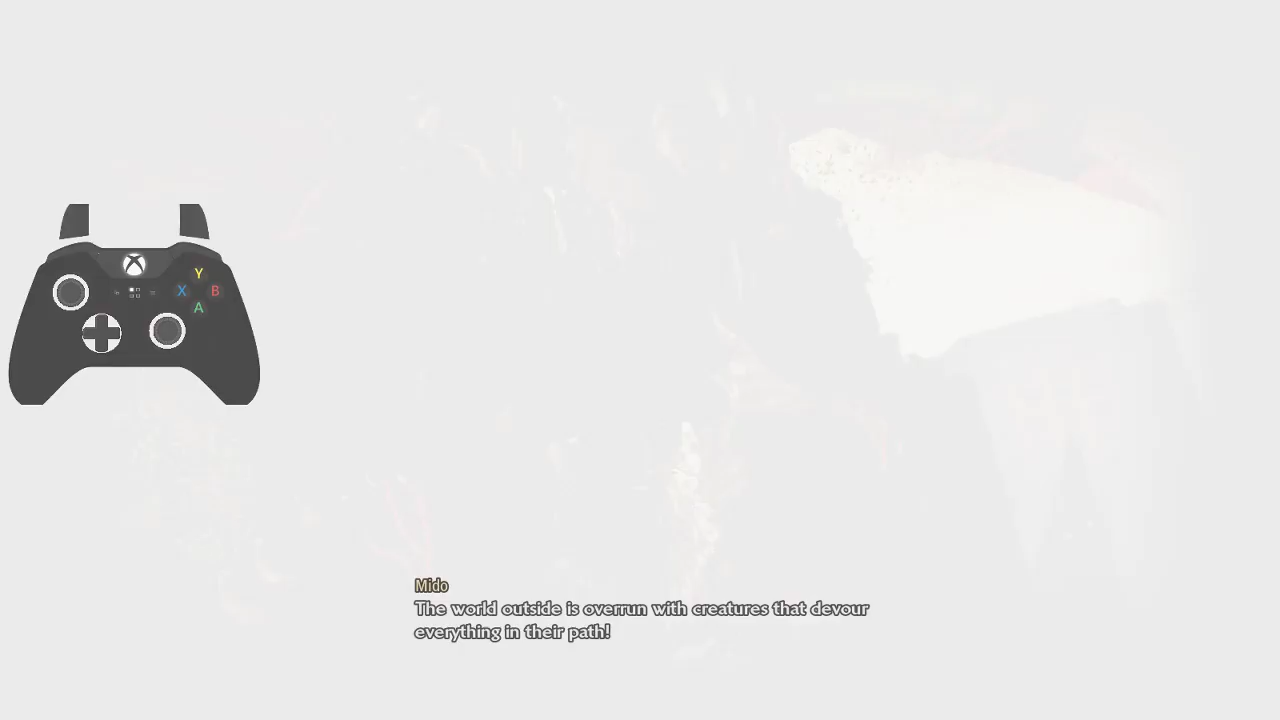 Y
X B
A
Mido
The world outside is overrun with creatures that devour
everything in their path!